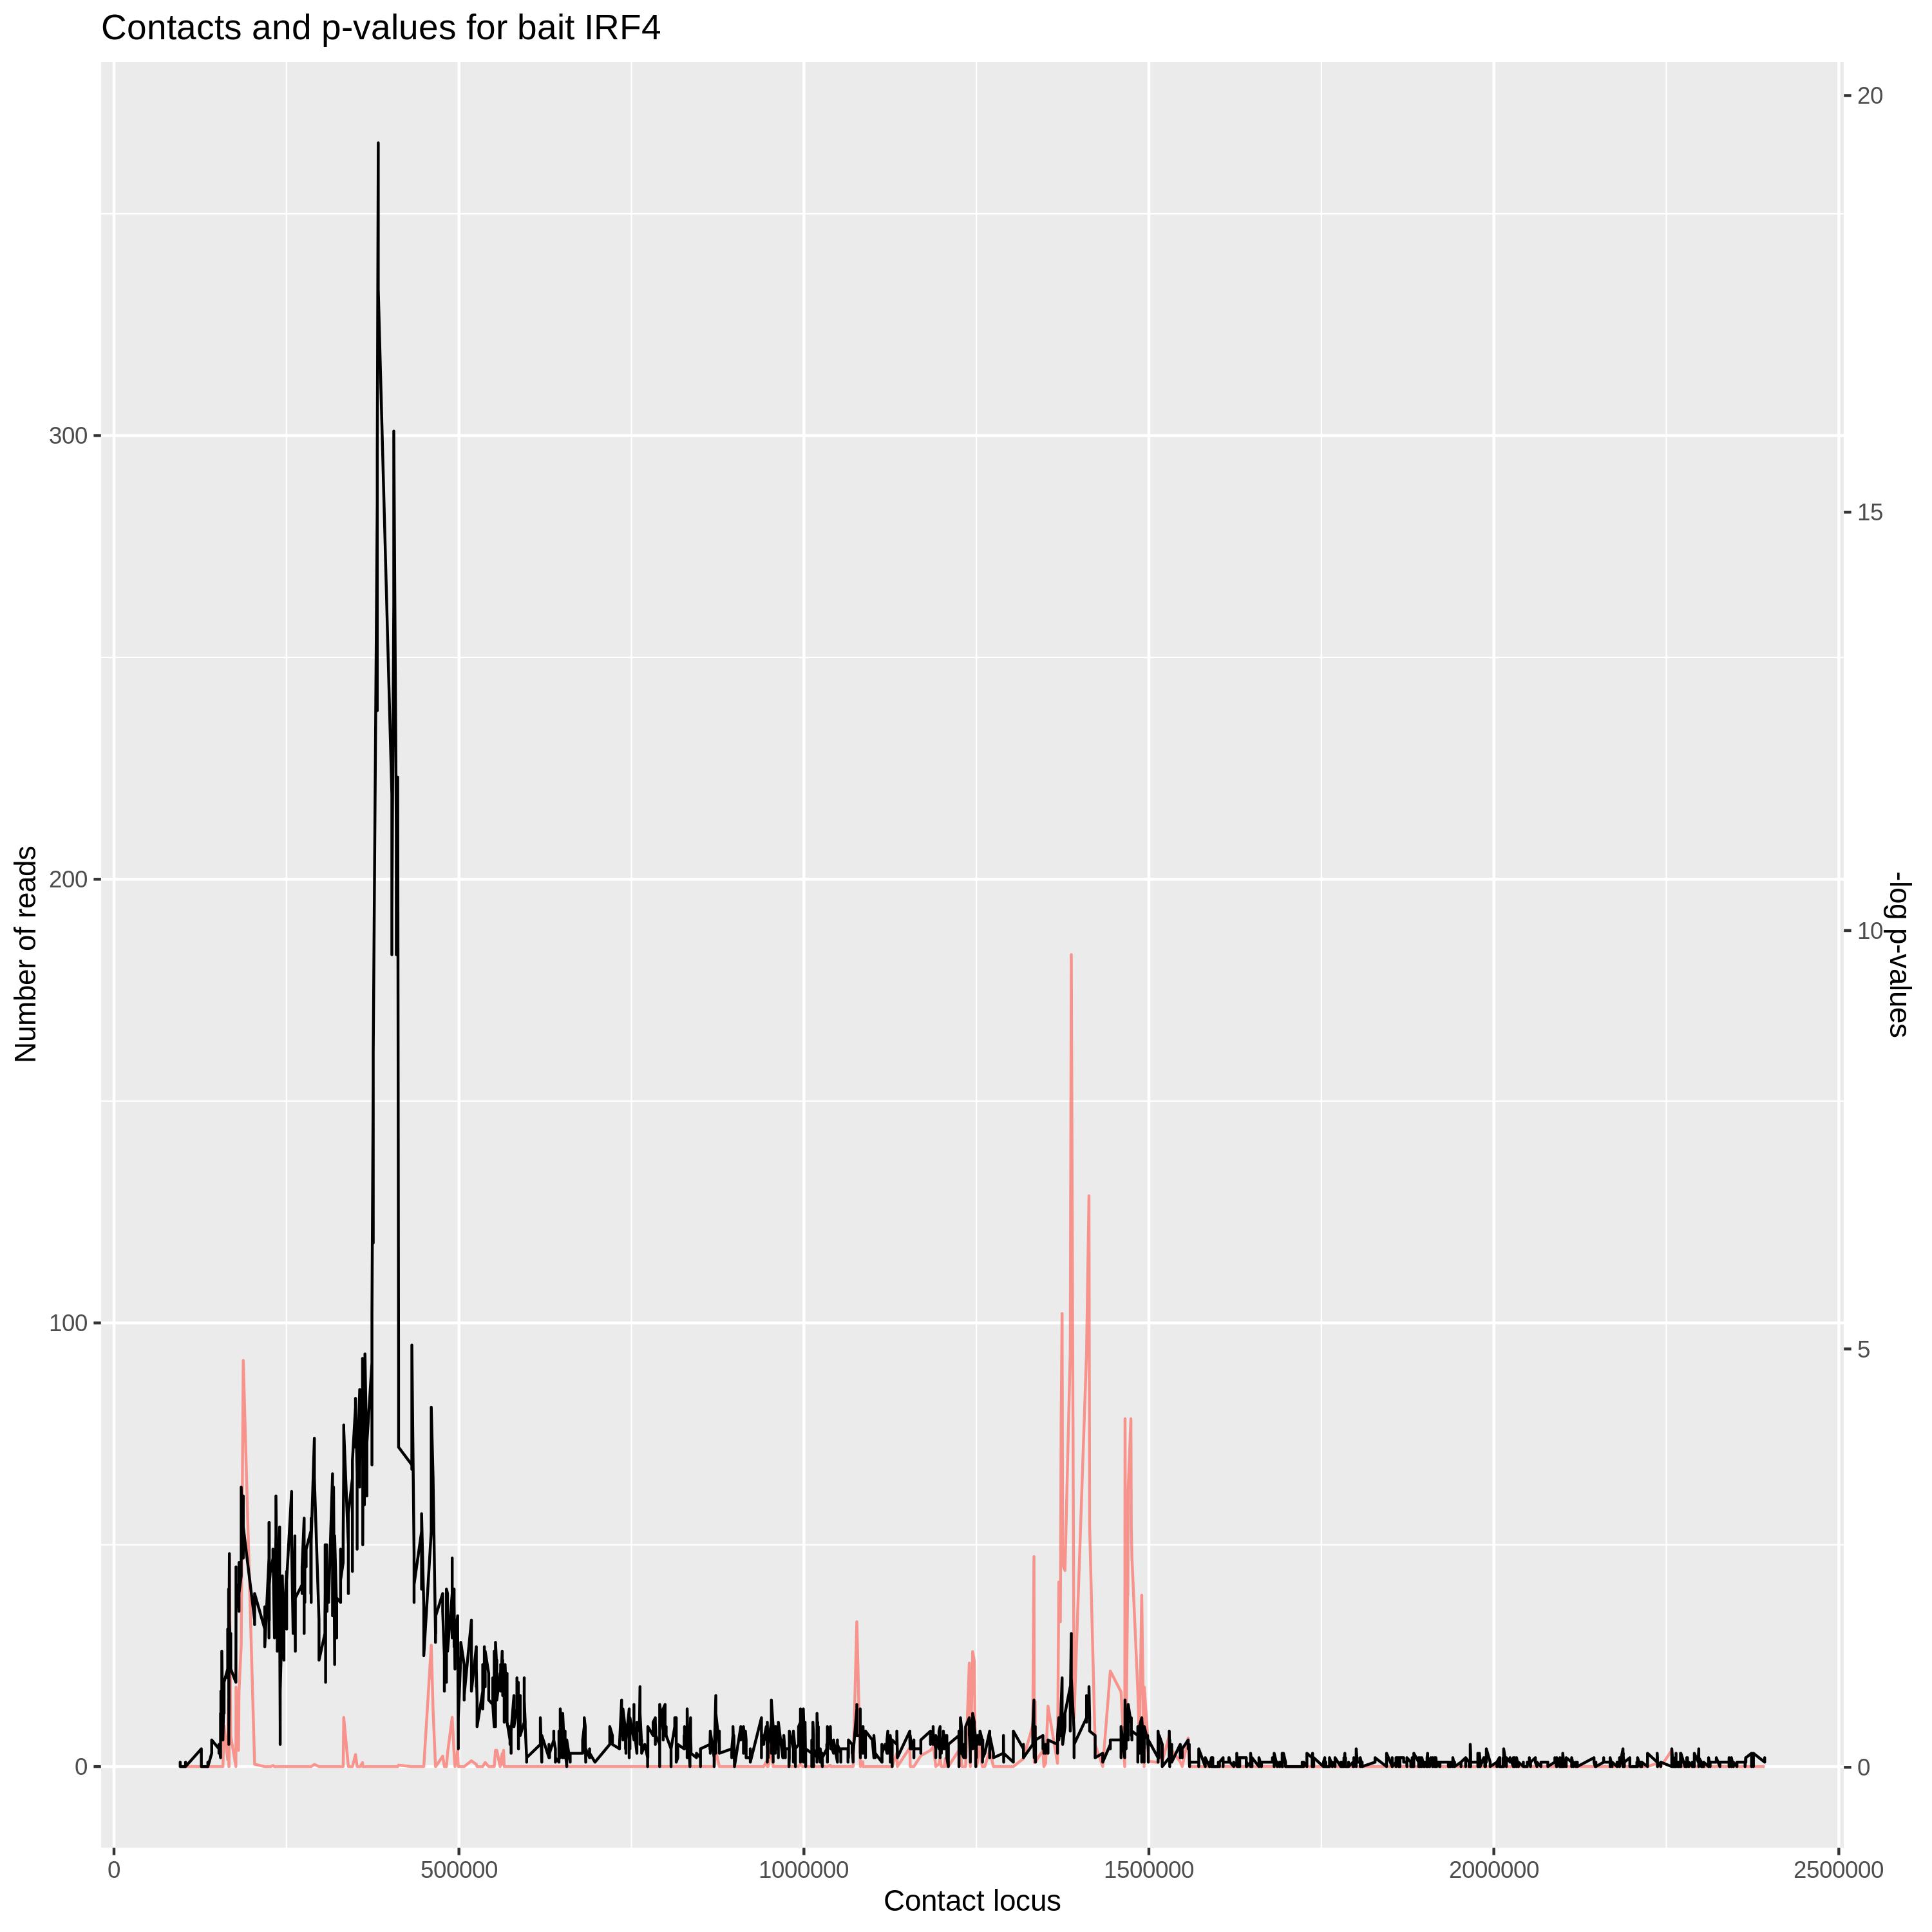 Contacts and p-values for bait IRF4
Number of reads
300
200
100
0
20
15
10
5
0
-log p-values
0 500000 1000000 1500000 2000000 2500000
Contact locus